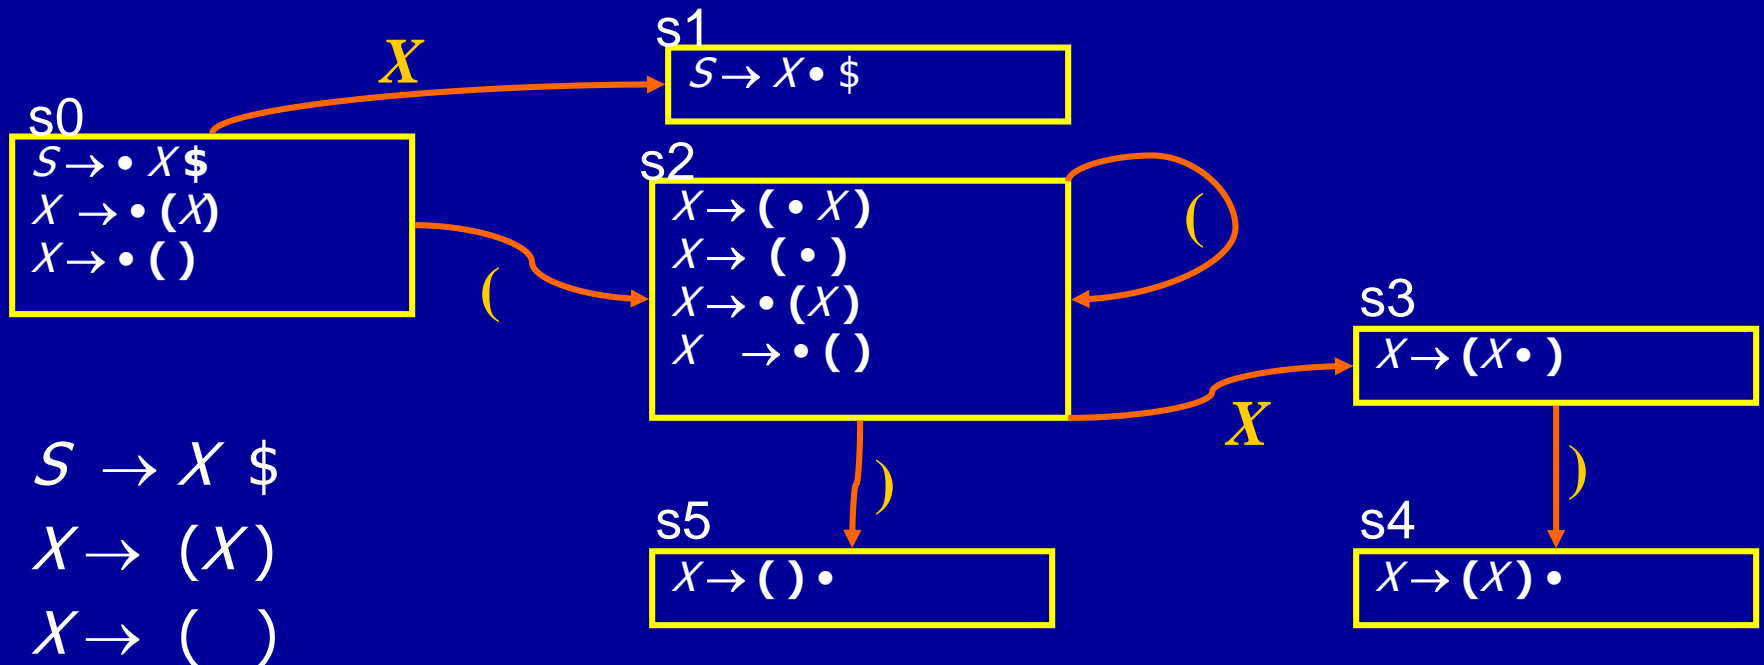 X
s1
S → X • $
s0
S → • X $
X → • (X)
X → • ( )
(
s2
X → ( • X )
X → ( • )
X → • (X )
X → • ( )
(
s3
X → (X • )
X
)
s5
X → ( ) •
)
s4
X → (X ) •
S → X $
X → (X )
X → ( )